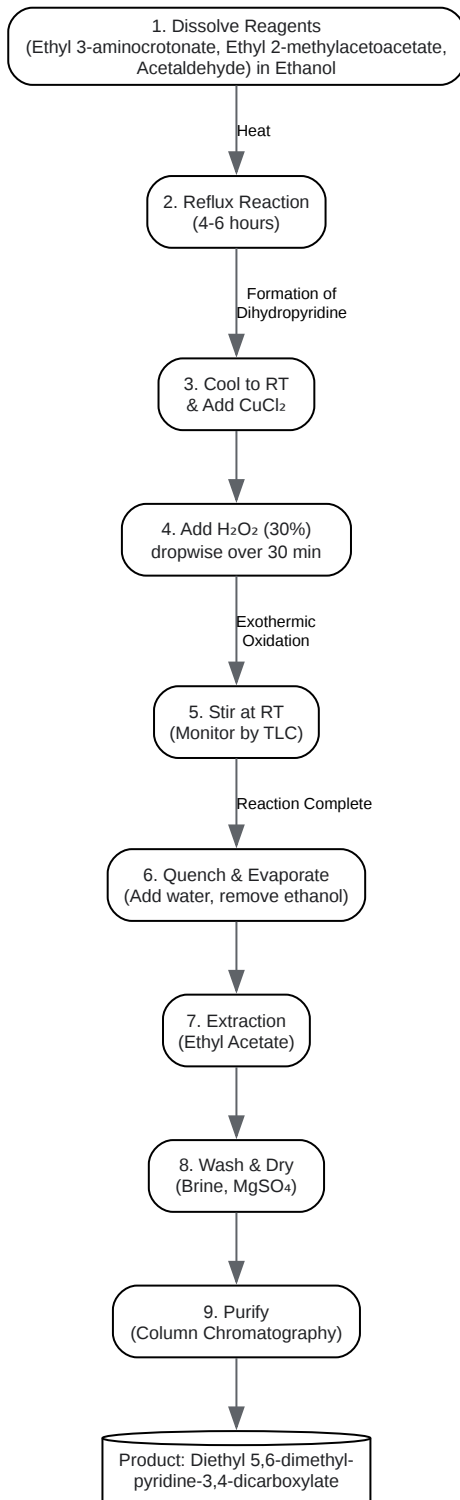 1. Dissolve Reagents
(Ethyl 3-aminocrotonate, Ethyl 2-methylacetoacetate,
Acetaldehyde) in Ethanol
Heat
2. Reflux Reaction
(4-6 hours)
Formation of
Dihydropyridine
3. Cool to RT
& Add CuCl₂
4. Add H₂O₂ (30%)
dropwise over 30 min
Exothermic
Oxidation
5. Stir at RT
(Monitor by TLC)
Reaction Complete
6. Quench & Evaporate
(Add water, remove ethanol)
7. Extraction
(Ethyl Acetate)
8. Wash & Dry
(Brine, MgSO₄)
9. Purify
(Column Chromatography)
Product: Diethyl 5,6-dimethyl-
pyridine-3,4-dicarboxylate